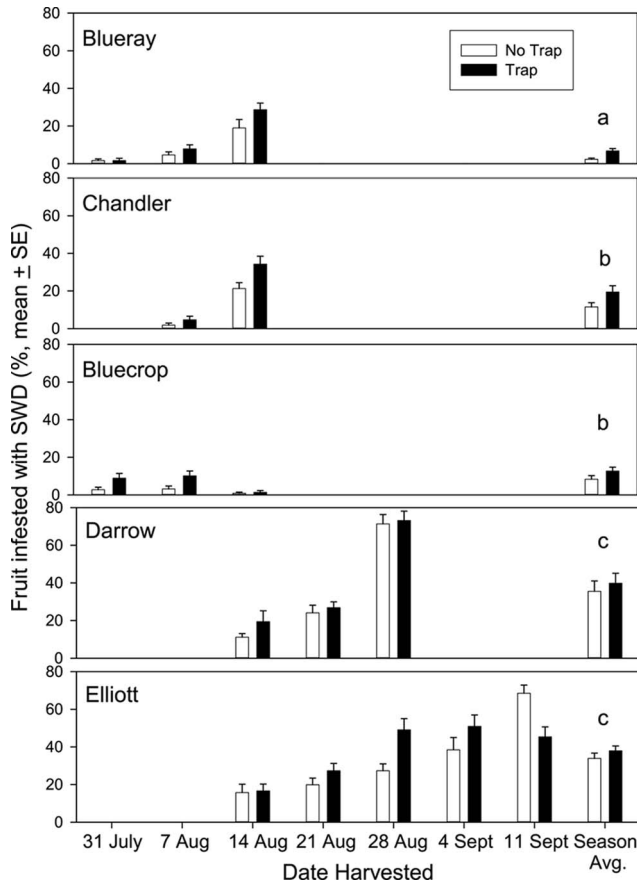 Blueray
No Trap
Trap
80
60
40
20
0
a
Chandler
80
60
40
20
0
b
Bluecrop
80
60
40
20
0
b
Darrow
80
60
40
20
0
c
Elliott
80
60
40
20
0
c
Fruit infested with SWD (%, mean ± SE)
31 July 7 Aug 14 Aug 21 Aug 28 Aug 4 Sept 11 Sept Season
Avg.
Date Harvested